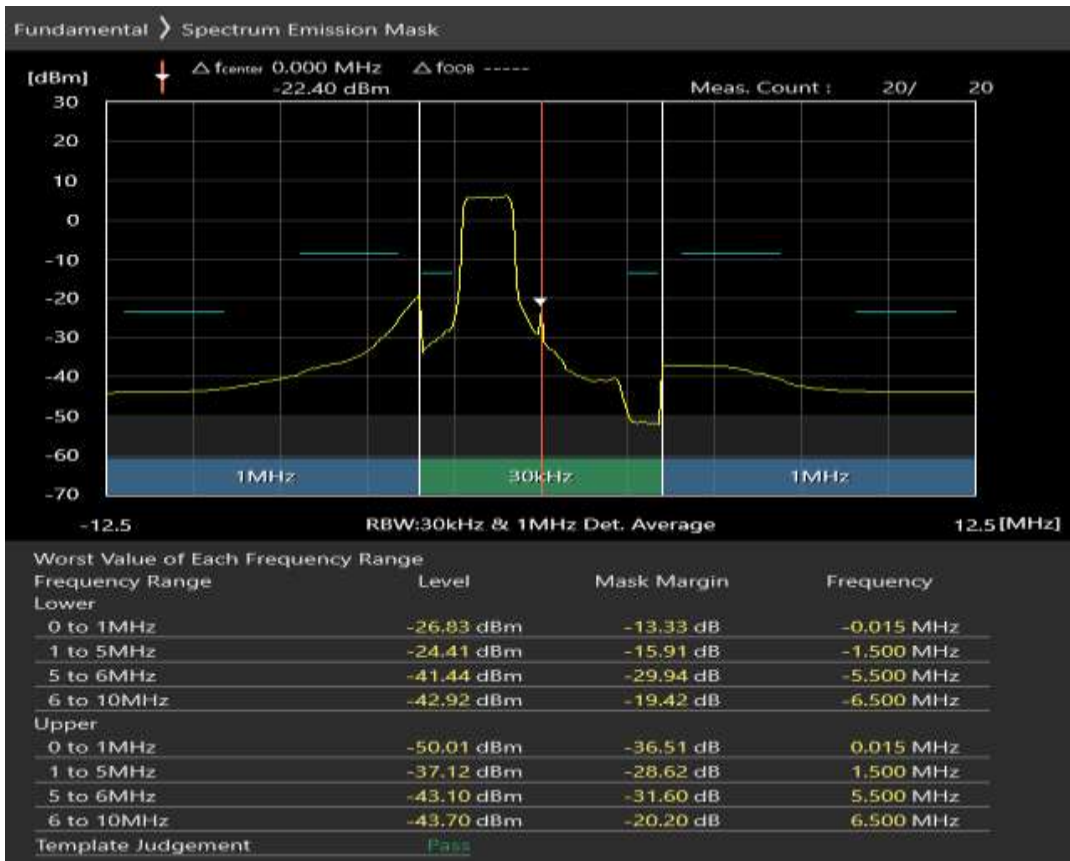 Fundamental 》 Spectrum Emission Mask
[dBm] △ fcenter 0.000 MHz △ fOOB -----
-22.40 dBm Meas. Count : 20/ 20
30
20
10
0
-10
-20
-30
-40
-50
-60
-70
1MHz 30kHz 1MHz
-12.5 RBW:30kHz & 1MHz Det. Average 12.5 [MHz]
Worst Value of Each Frequency Range
Frequency Range Level Mask Margin Frequency
Lower
0 to 1MHz -26.83 dBm -13.33 dB -0.015 MHz
1 to 5MHz -24.41 dBm -15.91 dB -1.500 MHz
5 to 6MHz -41.44 dBm -29.94 dB -5.500 MHz
6 to 10MHz -42.92 dBm -19.42 dB -6.500 MHz
Upper
0 to 1MHz -50.01 dBm -36.51 dB 0.015 MHz
1 to 5MHz -37.12 dBm -28.62 dB 1.500 MHz
5 to 6MHz -43.10 dBm -31.60 dB 5.500 MHz
6 to 10MHz -43.70 dBm -20.20 dB 6.500 MHz
Template Judgement Pass